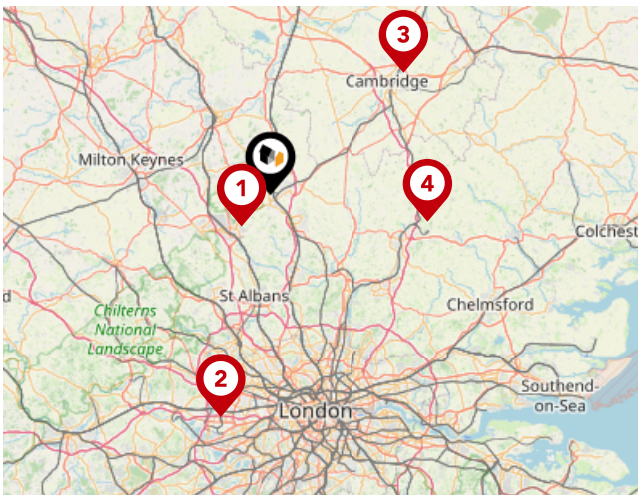 3
Cambridge
Milton Keynes
1
4
Colchest
d
St Albans
Chelmsford
Chilterns
National
Landscape
2
Southend-
on-Sea
London